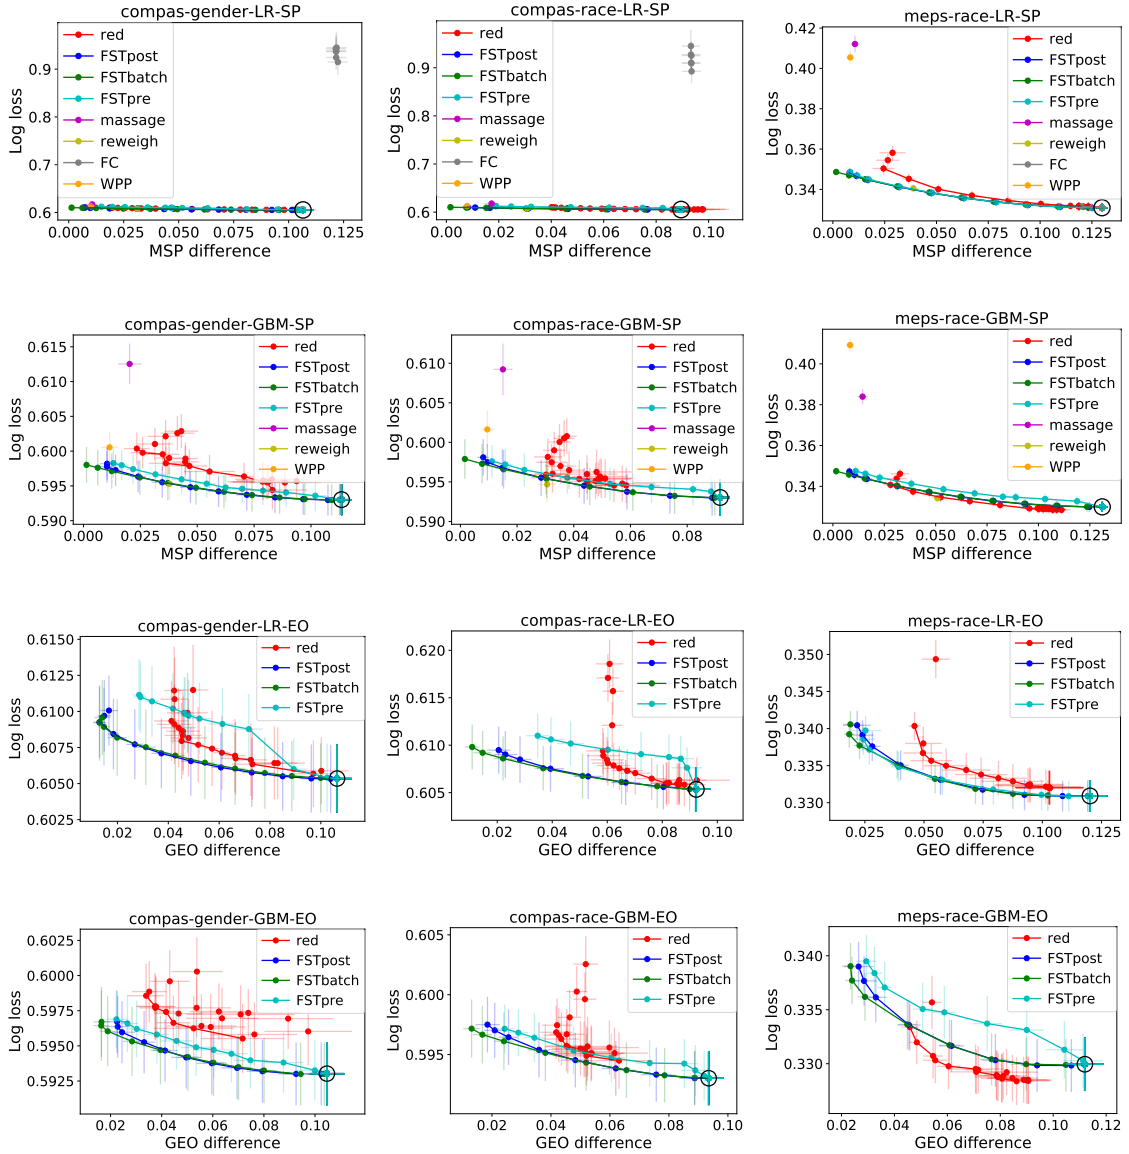 compas-gender-LR-SP
Log loss
0.9
0.8
0.7
0.6
0.000 0.025 0.050 0.075 0.100 0.125
MSP difference
red
FSTpost
FSTbatch
FSTpre
massage
reweigh
FC
WPP
compas-race-LR-SP
Log loss
0.9
0.8
0.7
0.6
0.00 0.02 0.04 0.06 0.08 0.10
MSP difference
red
FSTpost
FSTbatch
FSTpre
massage
reweigh
FC
WPP
meps-race-LR-SP
Log loss
0.42
0.40
0.36
0.34
0.000 0.025 0.050 0.075 0.100 0.125
MSP difference
red
FSTpost
FSTbatch
FSTpre
massage
reweigh
FC
WPP
compas-gender-GBM-SP
Log loss
0.615
0.610
0.605
0.600
0.595
0.590
0.000 0.025 0.050 0.075 0.100 0.125
MSP difference
red
FSTpost
FSTbatch
FSTpre
massage
reweigh
WPP
compas-race-GBM-SP
Log loss
0.610
0.605
0.600
0.595
0.590
0.00 0.02 0.04 0.06 0.08
MSP difference
red
FSTpost
FSTbatch
FSTpre
massage
reweigh
WPP
meps-race-GBM-SP
Log loss
0.40
0.38
0.36
0.34
0.000 0.025 0.050 0.075 0.100 0.125
MSP difference
red
FSTpost
FSTbatch
FSTpre
massage
reweigh
WPP
compas-gender-LR-EO
Log loss
0.6150
0.6125
0.6100
0.6075
0.6050
0.6025
0.02 0.04 0.06 0.08 0.10
GEO difference
red
FSTpost
FSTbatch
FSTpre
compas-race-LR-EO
Log loss
0.620
0.615
0.610
0.605
0.02 0.04 0.06 0.08 0.10
GEO difference
red
FSTpost
FSTbatch
FSTpre
meps-race-LR-EO
Log loss
0.350
0.345
0.340
0.335
0.330
0.025 0.050 0.075 0.100 0.125
GEO difference
red
FSTpost
FSTbatch
FSTpre
compas-gender-GBM-EO
Log loss
0.6025
0.6000
0.5975
0.5950
0.5925
0.02 0.04 0.06 0.08 0.10
GEO difference
red
FSTpost
FSTbatch
FSTpre
compas-race-GBM-EO
Log loss
0.605
0.600
0.595
0.02 0.04 0.06 0.08 0.10
GEO difference
red
FSTpost
FSTbatch
FSTpre
meps-race-GBM-EO
Log loss
0.340
0.335
0.330
0.02 0.04 0.06 0.08 0.10 0.12
GEO difference
red
FSTpost
FSTbatch
FSTpre